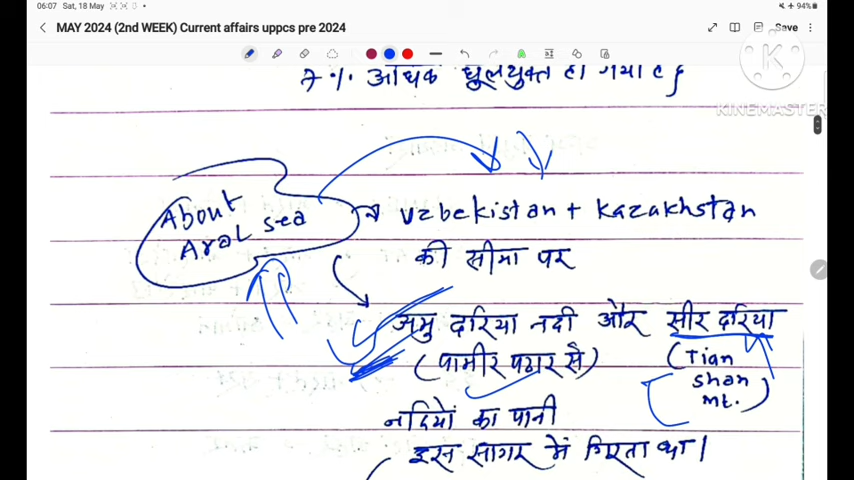 06:07 Sat, 18 May
94%
MAY 2024 (2nd WEEK) Current affairs uppcs pre 2024
Save
K
KINEMASTER
7 % अधिक धूलयुक्त हो गया है
About Aral sea
Uzbekistan + Kazakhstan
की सीमा पर
अमु दरिया नदी और सीर दरिया
(पामीर पठार से) (Tian
shan
mt.)
नदियों का पानी
इस सागर में गिरता था।